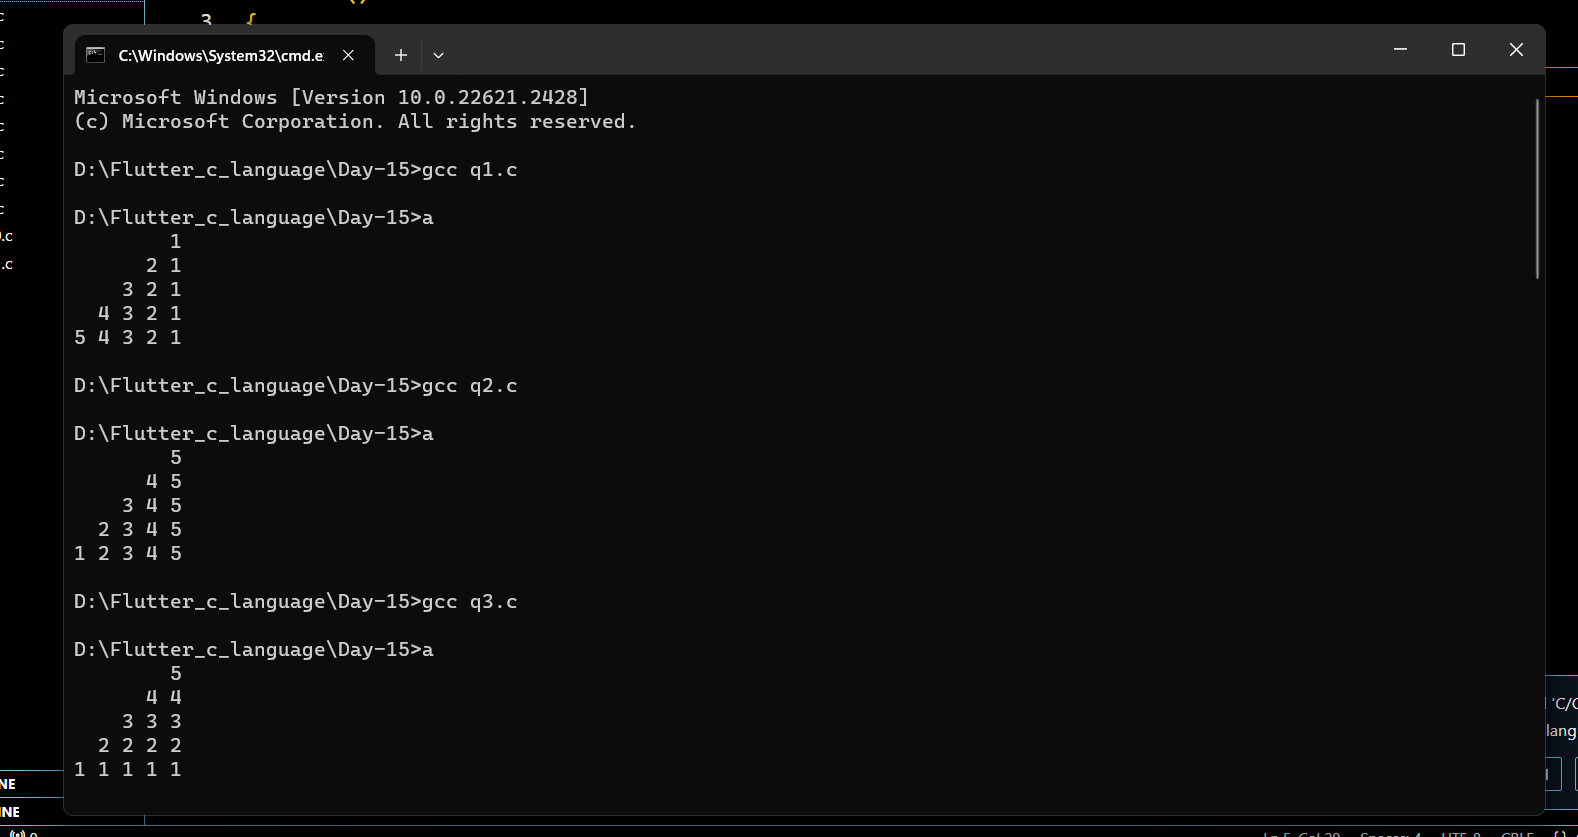 3 {
C:\Windows\System32\cmd.e
Microsoft Windows [Version 10.0.22621.2428]
(c) Microsoft Corporation. All rights reserved.
D:\Flutter_c_language\Day-15>gcc q1.c
D:\Flutter_c_language\Day-15>a
1
2 1
3 2 1
4 3 2 1
5 4 3 2 1
D:\Flutter_c_language\Day-15>gcc q2.c
D:\Flutter_c_language\Day-15>a
5
4 5
3 4 5
2 3 4 5
1 2 3 4 5
D:\Flutter_c_language\Day-15>gcc q3.c
D:\Flutter_c_language\Day-15>a
5
4 4
3 3 3
2 2 2 2
1 1 1 1 1
.c
.c
'C/C
lang
NE
NE